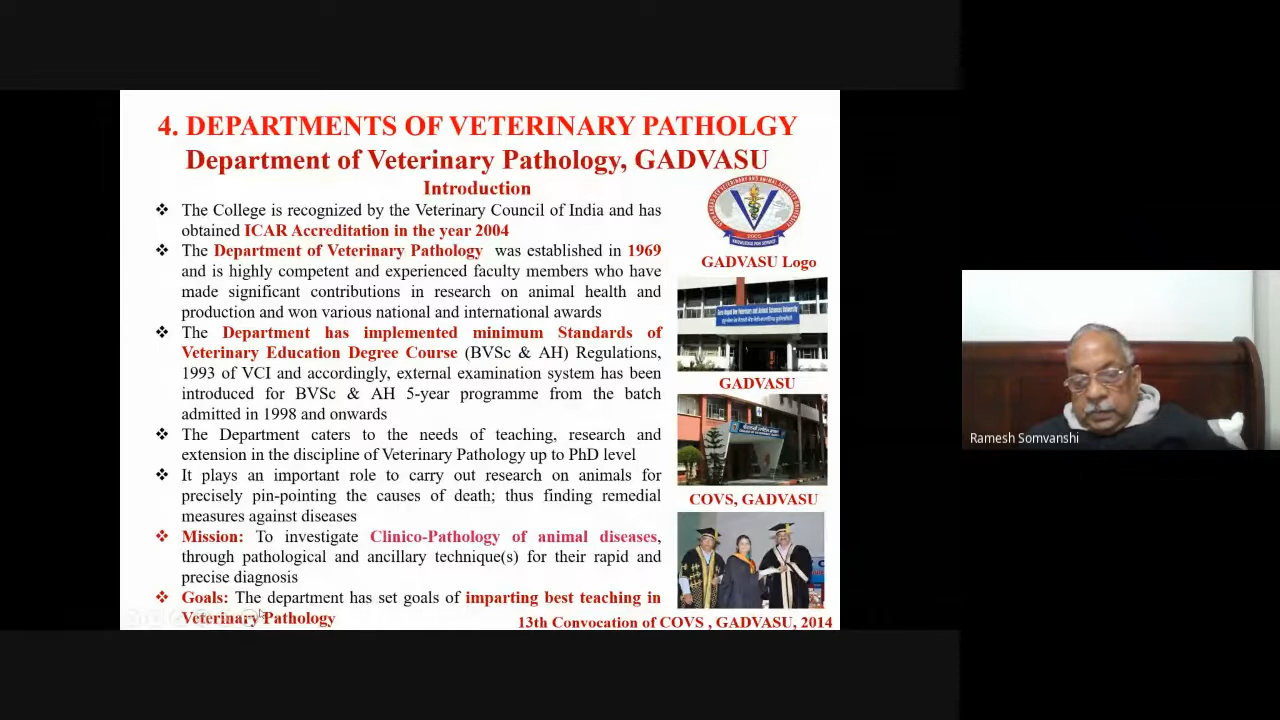 4. DEPARTMENTS OF VETERINARY PATHOLGY
Department of Veterinary Pathology, GADVASU
Introduction
❖ The College is recognized by the Veterinary Council of India and has
obtained ICAR Accreditation in the year 2004
❖ The Department of Veterinary Pathology was established in 1969
and is highly competent and experienced faculty members who have
made significant contributions in research on animal health and
production and won various national and international awards
❖ The Department has implemented minimum Standards of
Veterinary Education Degree Course (BVSc & AH) Regulations,
1993 of VCI and accordingly, external examination system has been
introduced for BVSc & AH 5-year programme from the batch
admitted in 1998 and onwards
❖ The Department caters to the needs of teaching, research and
extension in the discipline of Veterinary Pathology up to PhD level
❖ It plays an important role to carry out research on animals for
precisely pin-pointing the causes of death; thus finding remedial
measures against diseases
❖ Mission: To investigate Clinico-Pathology of animal diseases,
through pathological and ancillary technique(s) for their rapid and
precise diagnosis
❖ Goals: The department has set goals of imparting best teaching in
Veterinary Pathology
GADVASU Logo
GADVASU
COVS, GADVASU
13th Convocation of COVS , GADVASU, 2014
Ramesh Somvanshi